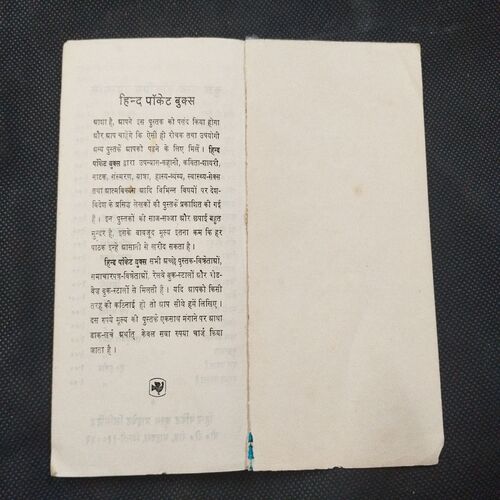 हिन्द पॉकेट बुक्स
आशा है, आपने इस पुस्तक को पसंद किया होगा
और आप चाहेंगे कि ऐसी ही रोचक तथा उपयोगी
अन्य पुस्तकें आपको पढ़ने के लिए मिलें। हिन्द
पॉकेट बुक्स द्वारा उपन्यास-कहानी, कविता-शायरी,
नाटक, संस्मरण, यात्रा, हास्य-व्यंग्य, स्वास्थ्य-सेक्स
तथा आत्मविकास आदि विभिन्न विषयों पर देश-
विदेश के प्रसिद्ध लेखकों की पुस्तकें प्रकाशित की गई
हैं। इन पुस्तकों की साज-सज्जा और छपाई बहुत
सुन्दर है, इसके बावजूद मूल्य इतना कम कि हर
पाठक इन्हें आसानी से खरीद सकता है।
हिन्द पॉकेट बुक्स सभी अच्छे पुस्तक-विक्रेताओं,
समाचारपत्र-विक्रेताओं, रेलवे बुक-स्टालों और रोड-
वेज बुक-स्टालों से मिलती हैं। यदि आपको किसी
तरह की कठिनाई हो तो आप सीधे हमें लिखिए।
दस रुपये मूल्य की पुस्तकें एकसाथ मंगाने पर आधा
डाक-खर्च अर्थात्, केवल सवा रुपया चार्ज किया
जाता है।